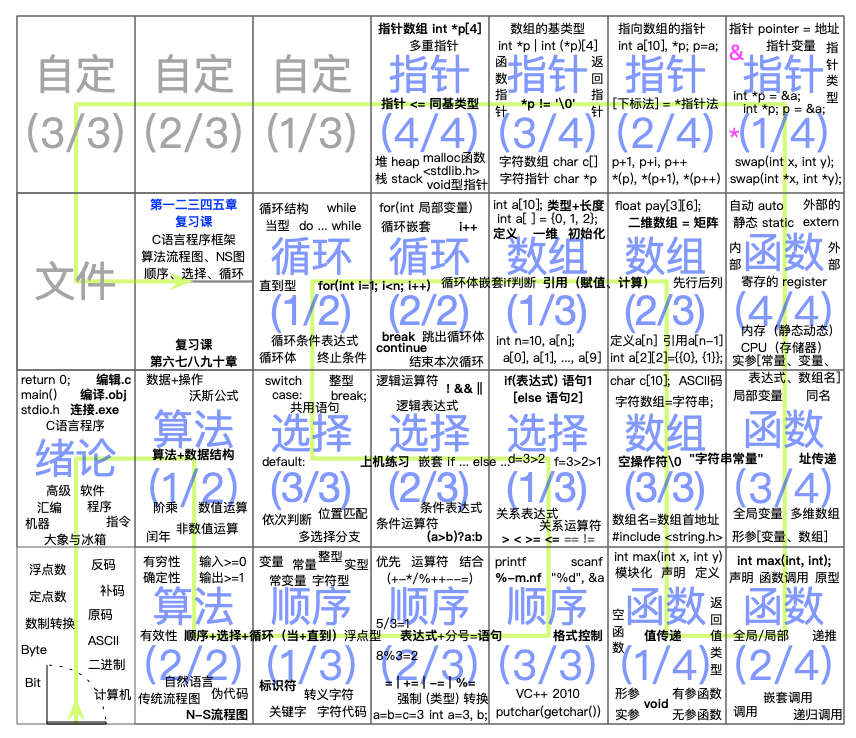 自定
(3/3)
自定
(2/3)
自定
(1/3)
指针数组 int *p[4]
多重指针
指针
指针 <= 同基类型
(4/4)
堆 heap malloc函数
<stdlib.h>
栈 stack void型指针
数组的基类型
int *p | int (*p)[4]
函数指针
指针
返回指针
*p != '\0'
(3/4)
字符数组 char c[]
字符指针 char *p
指向数组的指针
int a[10], *p; p=a;
指针
[下标法] = *指针法
(2/4)
p+1, p+i, p++
*(p), *(p+1), *(p++)
指针 pointer = 地址
指针变量
&
指针
指针类型
int *p = &a;
int *p; p = &a;
*
(1/4)
swap(int x, int y);
swap(int *x, int *y);
文件
第一二三四五章
复习课
C语言程序框架
算法流程图、NS图
顺序、选择、循环
复习课
第六七八九十章
循环结构 while
当型 do ... while
循环
直到型 for(int i=1; i<n; i++)
(1/2)
循环条件表达式
循环体 终止条件
for(int 局部变量)
循环嵌套 i++
循环
循环体嵌套if判断
(2/2)
break 跳出循环体
continue
结束本次循环
int a[10]; 类型+长度
int a[ ] = {0, 1, 2};
定义 一维 初始化
数组
引用（赋值、计算）
(1/3)
int n=10, a[n];
a[0], a[1], ..., a[9]
float pay[3][6];
二维数组 = 矩阵
数组
先行后列
(2/3)
定义a[n] 引用a[n-1]
int a[2][2]={{0}, {1}};
自动 auto 外部的
静态 static extern
内部
函数
外部
寄存的 register
(4/4)
内存（静态动态）
CPU（存储器）
实参[常量、变量、
表达式、数组名]
return 0; 编辑.c
main() 编译.obj
stdio.h 连接.exe
C语言程序
绪论
高级 软件
汇编 程序
机器 指令
大象与冰箱
数据+操作
沃斯公式
算法
算法+数据结构
(1/2)
阶乘 数值运算
闰年 非数值运算
switch 整型
case: break;
共用语句
选择
default:
(3/3)
依次判断 位置匹配
多选择分支
逻辑运算符 ! && ||
逻辑表达式
选择
上机练习 嵌套 if ... else ...
(2/3)
条件表达式
条件运算符
(a>b)?a:b
if(表达式) 语句1
[else 语句2]
选择
d=3>2 f=3>2>1
(1/3)
关系表达式
关系运算符
> < >= <= == !=
char c[10]; ASCII码
字符数组=字符串;
数组
空操作符\0 "字符串常量"
(3/3)
数组名=数组首地址
#include <string.h>
局部变量 同名
函数
址传递
(3/4)
全局变量 多维数组
形参[变量、数组]
浮点数 反码
定点数 补码
数制转换 原码
Byte ASCII
二进制
Bit 计算机
有穷性 输入>=0
确定性 输出>=1
算法
有效性 顺序+选择+循环（当+直到）
(2/2)
自然语言
传统流程图 伪代码
N-S流程图
变量 常量 整型 实型
常变量 字符型
顺序
浮点型
(1/3)
标识符 转义字符
关键字 字符代码
优先 运算符 结合
(+-*/%++--=)
顺序
5/3=1
表达式+分号=语句
8%3=2
(2/3)
= | += | -= | %=
强制 (类型) 转换
a=b=c=3 int a=3, b;
printf scanf
%-m.nf "%d", &a
顺序
格式控制
(3/3)
VC++ 2010
putchar(getchar())
int max(int x, int y)
模块化 声明 定义
空函数
函数
返回值类型
值传递
(1/4)
形参 void 有参函数
实参 无参函数
int max(int, int);
声明 函数调用 原型
函数
全局/局部 递推
(2/4)
嵌套调用
调用 递归调用